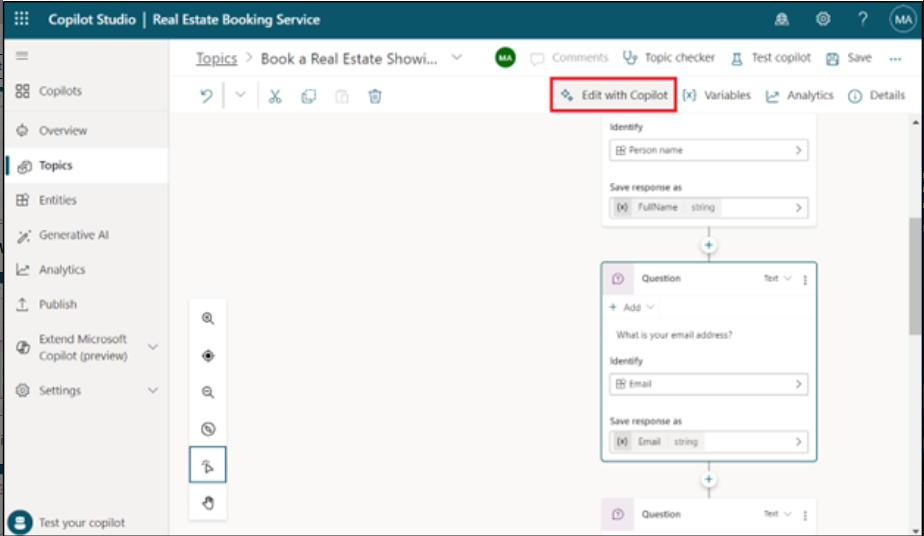 Copilot Studio | Real Estate Booking Service
MA
Topics > Book a Real Estate Showi...
MA
Comments
Topic checker
Test copilot
Save
...
Edit with Copilot
{x} Variables
Analytics
Details
Copilots
Overview
Topics
Entities
Generative AI
Analytics
Publish
Extend Microsoft
Copilot (preview)
Settings
Test your copilot
Identify
Person name
Save response as
{x} FullName string
Question
Text
+ Add
What is your email address?
Identify
Email
Save response as
{x} Email string
Question
Text